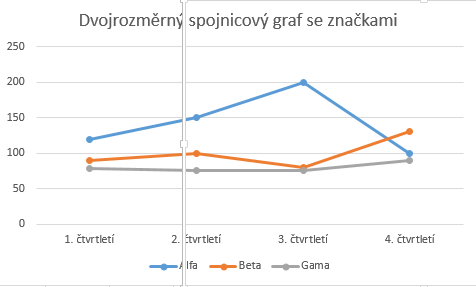 Dvojrozměrný spojnicový graf se značkami
250
200
150
100
50
0
1. čtvrtletí 2. čtvrtletí 3. čtvrtletí 4. čtvrtletí
Alfa Beta Gama